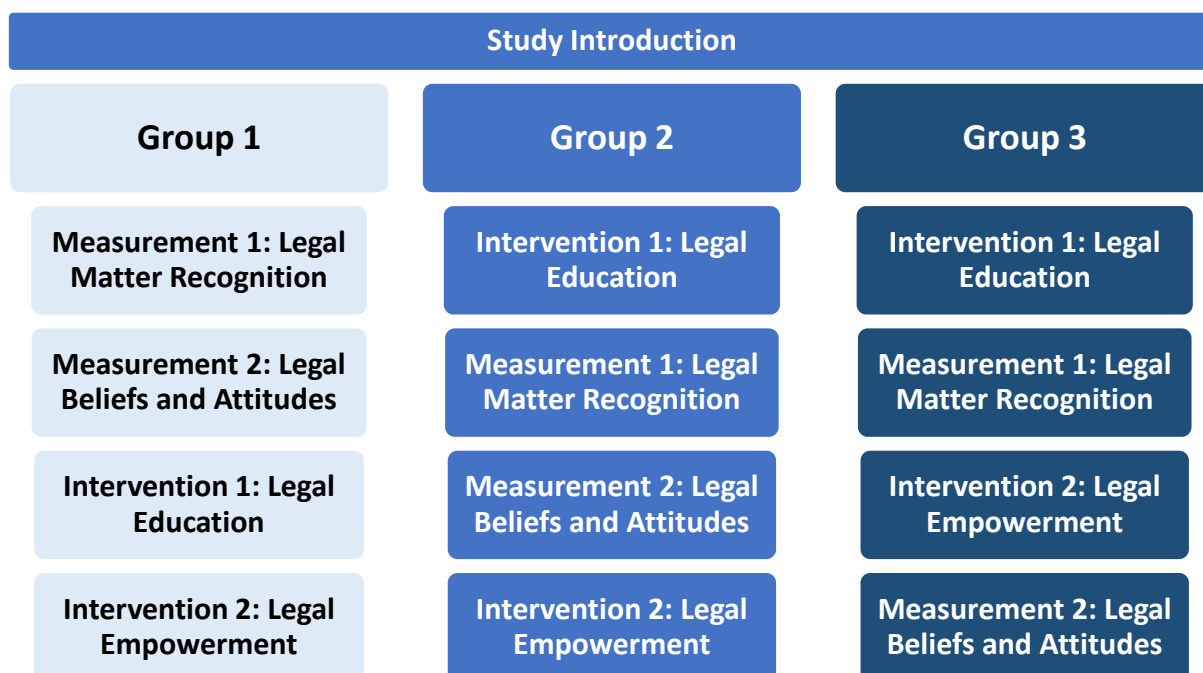 Study Introduction
Group 1
Measurement 1: Legal
Matter Recognition
Measurement 2: Legal
Beliefs and Attitudes
Intervention 1: Legal
Education
Intervention 2: Legal
Empowerment
Group 2
Intervention 1: Legal
Education
Measurement 1: Legal
Matter Recognition
Measurement 2: Legal
Beliefs and Attitudes
Intervention 2: Legal
Empowerment
Group 3
Intervention 1: Legal
Education
Measurement 1: Legal
Matter Recognition
Intervention 2: Legal
Empowerment
Measurement 2: Legal
Beliefs and Attitudes